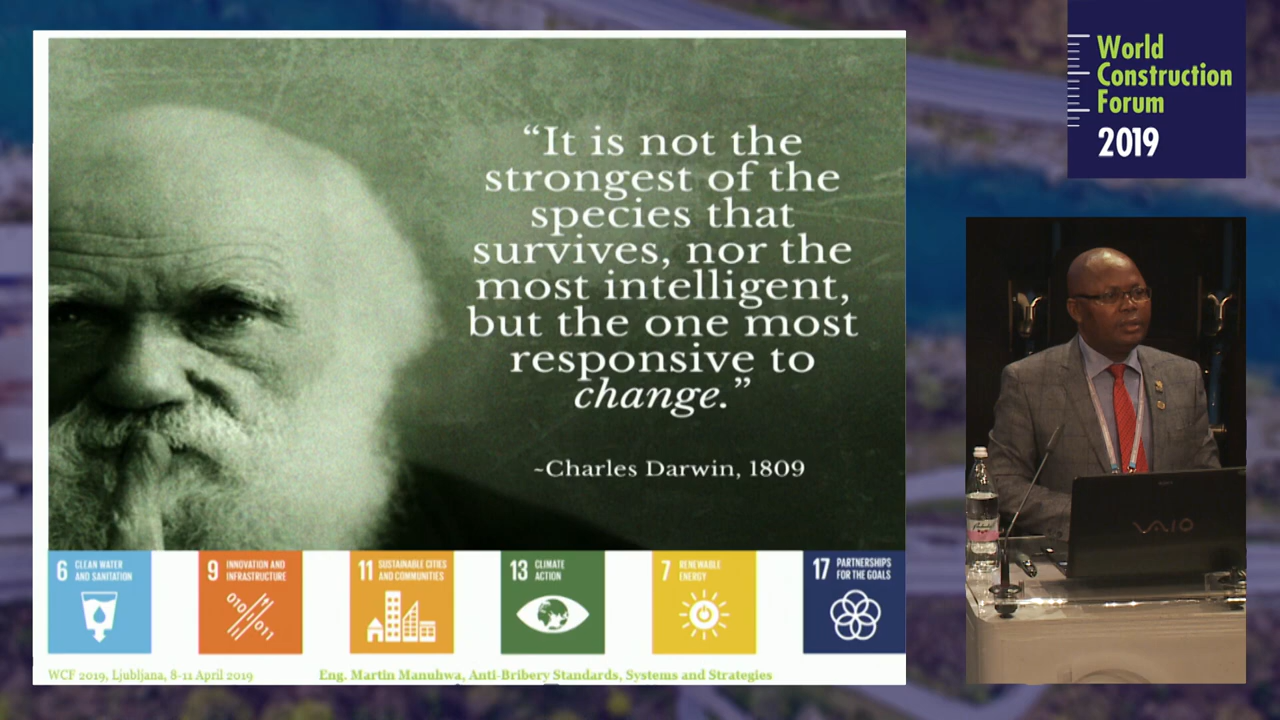 “It is not the
strongest of the
species that
survives, nor the
most intelligent,
but the one most
responsive to
change.”
~Charles Darwin, 1809
6 CLEAN WATER
AND SANITATION
9 INNOVATION AND
INFRASTRUCTURE
11 SUSTAINABLE CITIES
AND COMMUNITIES
13 CLIMATE
ACTION
7 RENEWABLE
ENERGY
17 PARTNERSHIPS
FOR THE GOALS
WCF 2019, Ljubljana, 8-11 April 2019
Eng. Martin Manuhwa, Anti-Bribery Standards, Systems and Strategies
World
Construction
Forum
2019
VAIO